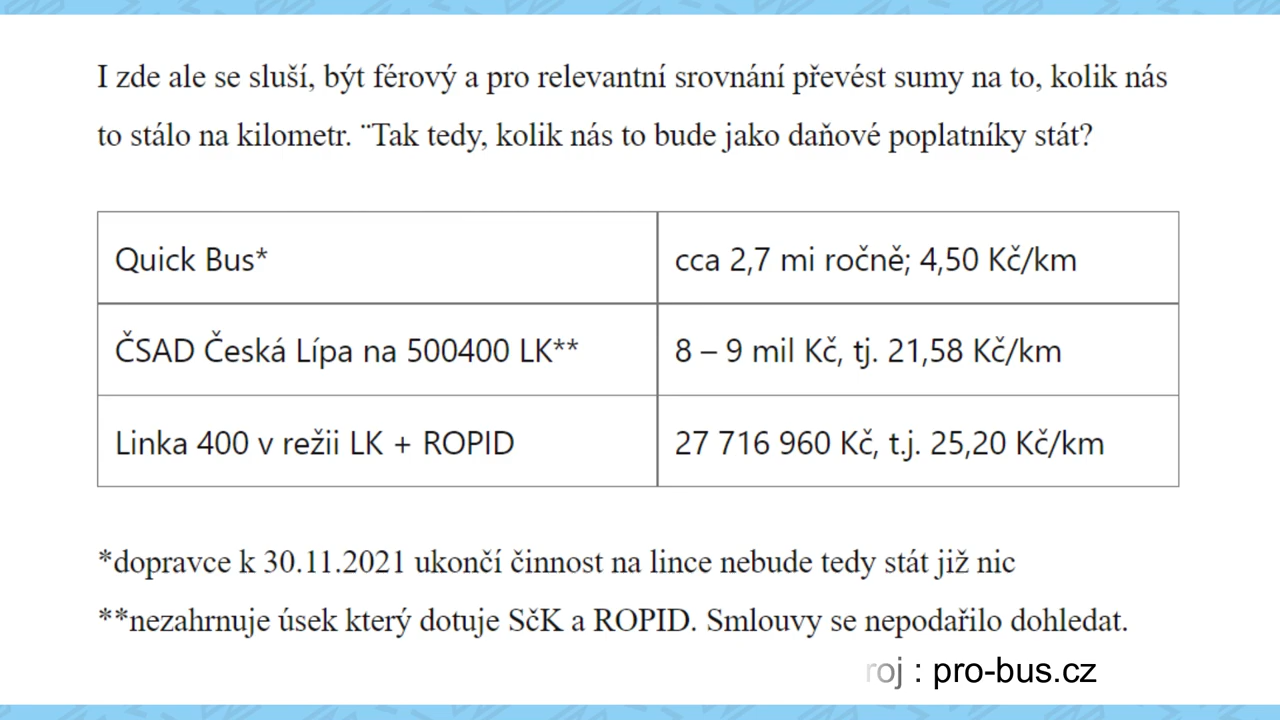 I zde ale se sluší, být férový a pro relevantní srovnání převést sumy na to, kolik nás
to stálo na kilometr. ¨Tak tedy, kolik nás to bude jako daňové poplatníky stát?
Quick Bus* cca 2,7 mi ročně; 4,50 Kč/km
ČSAD Česká Lípa na 500400 LK** 8 – 9 mil Kč, tj. 21,58 Kč/km
Linka 400 v režii LK + ROPID 27 716 960 Kč, t.j. 25,20 Kč/km
*dopravce k 30.11.2021 ukončí činnost na lince nebude tedy stát již nic
**nezahrnuje úsek který dotuje SčK a ROPID. Smlouvy se nepodařilo dohledat.
roj : pro-bus.cz